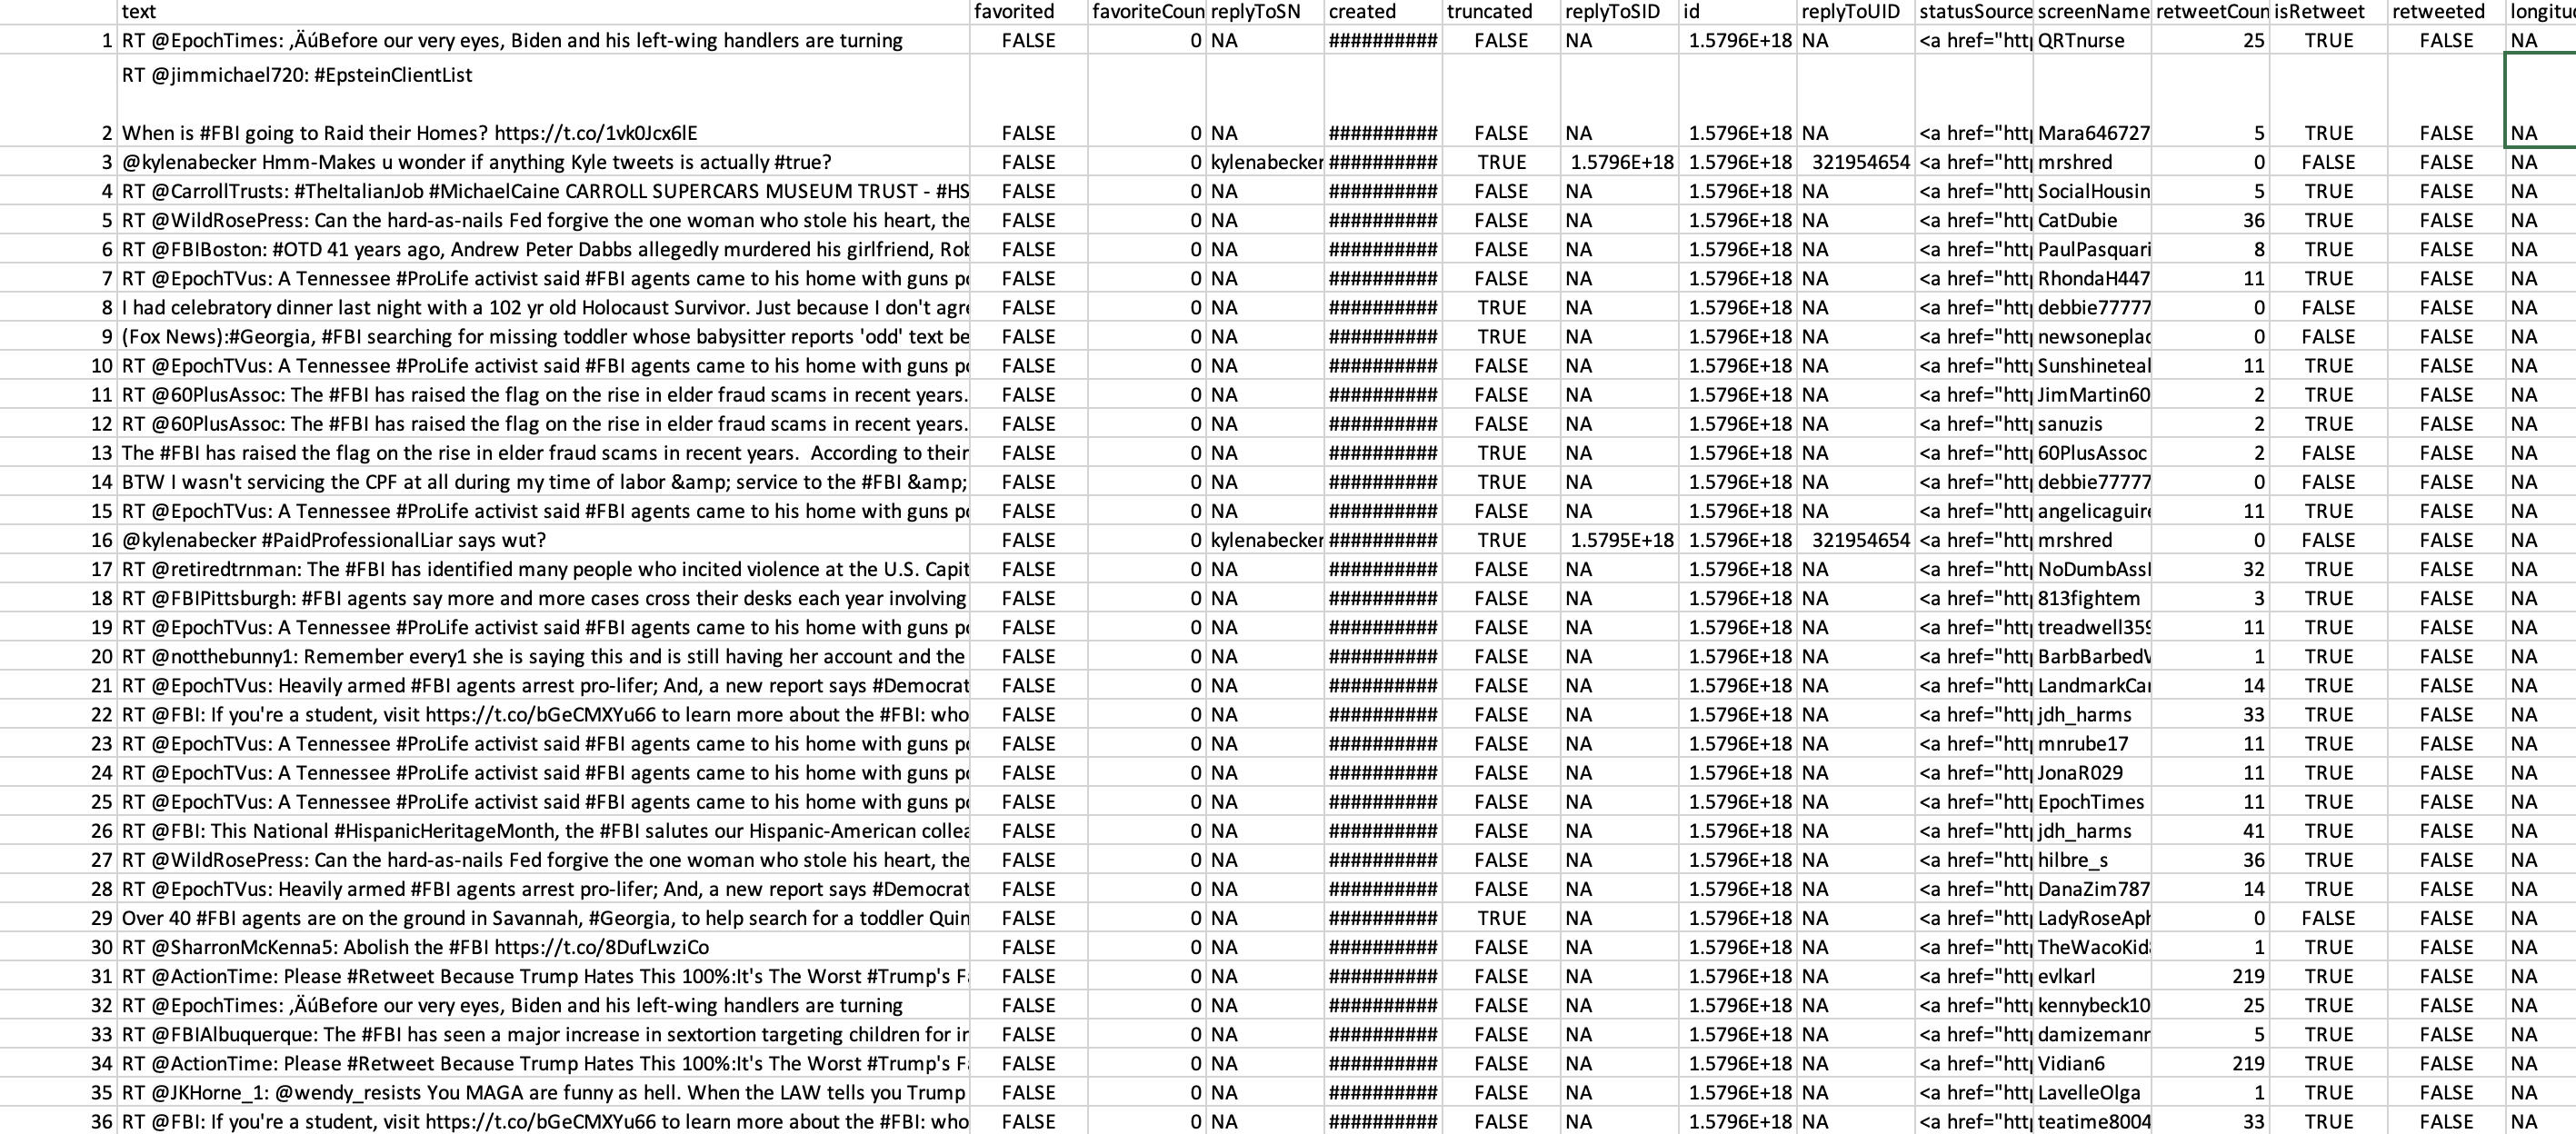 text favorited favoriteCoun replyToSN created truncated replyToSID id replyToUID statusSource screenName retweetCoun isRetweet retweeted longitu
1 RT @EpochTimes: ‚ÄúBefore our very eyes, Biden and his left-wing handlers are turning FALSE 0 NA ########## FALSE NA 1.5796E+18 NA <a href="htt QRTnurse 25 TRUE FALSE NA
RT @jimmichael720: #EpsteinClientList
2 When is #FBI going to Raid their Homes? https://t.co/1vk0Jcx6lE FALSE 0 NA ########## FALSE NA 1.5796E+18 NA <a href="htt Mara646727 5 TRUE FALSE NA
3 @kylenabecker Hmm-Makes u wonder if anything Kyle tweets is actually #true? FALSE 0 kylenabecker ########## TRUE 1.5796E+18 1.5796E+18 321954654 <a href="htt mrshred 0 FALSE FALSE NA
4 RT @CarrollTrusts: #TheItalianJob #MichaelCaine CARROLL SUPERCARS MUSEUM TRUST - #HS FALSE 0 NA ########## FALSE NA 1.5796E+18 NA <a href="htt SocialHousin 5 TRUE FALSE NA
5 RT @WildRosePress: Can the hard-as-nails Fed forgive the one woman who stole his heart, the FALSE 0 NA ########## FALSE NA 1.5796E+18 NA <a href="htt CatDubie 36 TRUE FALSE NA
6 RT @FBIBoston: #OTD 41 years ago, Andrew Peter Dabbs allegedly murdered his girlfriend, Rob FALSE 0 NA ########## FALSE NA 1.5796E+18 NA <a href="htt PaulPasquari 8 TRUE FALSE NA
7 RT @EpochTVus: A Tennessee #ProLife activist said #FBI agents came to his home with guns po FALSE 0 NA ########## FALSE NA 1.5796E+18 NA <a href="htt RhondaH447 11 TRUE FALSE NA
8 I had celebratory dinner last night with a 102 yr old Holocaust Survivor. Just because I don't agre FALSE 0 NA ########## TRUE NA 1.5796E+18 NA <a href="htt debbie77777 0 FALSE FALSE NA
9 (Fox News):#Georgia, #FBI searching for missing toddler whose babysitter reports 'odd' text be FALSE 0 NA ########## TRUE NA 1.5796E+18 NA <a href="htt newsoneplac 0 FALSE FALSE NA
10 RT @EpochTVus: A Tennessee #ProLife activist said #FBI agents came to his home with guns po FALSE 0 NA ########## FALSE NA 1.5796E+18 NA <a href="htt Sunshineteal 11 TRUE FALSE NA
11 RT @60PlusAssoc: The #FBI has raised the flag on the rise in elder fraud scams in recent years. FALSE 0 NA ########## FALSE NA 1.5796E+18 NA <a href="htt JimMartin60 2 TRUE FALSE NA
12 RT @60PlusAssoc: The #FBI has raised the flag on the rise in elder fraud scams in recent years. FALSE 0 NA ########## FALSE NA 1.5796E+18 NA <a href="htt sanuzis 2 TRUE FALSE NA
13 The #FBI has raised the flag on the rise in elder fraud scams in recent years.  According to their FALSE 0 NA ########## TRUE NA 1.5796E+18 NA <a href="htt 60PlusAssoc 2 FALSE FALSE NA
14 BTW I wasn't servicing the CPF at all during my time of labor &amp; service to the #FBI &amp; FALSE 0 NA ########## TRUE NA 1.5796E+18 NA <a href="htt debbie77777 0 FALSE FALSE NA
15 RT @EpochTVus: A Tennessee #ProLife activist said #FBI agents came to his home with guns po FALSE 0 NA ########## FALSE NA 1.5796E+18 NA <a href="htt angelicaguire 11 TRUE FALSE NA
16 @kylenabecker #PaidProfessionalLiar says wut? FALSE 0 kylenabecker ########## TRUE 1.5795E+18 1.5796E+18 321954654 <a href="htt mrshred 0 FALSE FALSE NA
17 RT @retiredtrnman: The #FBI has identified many people who incited violence at the U.S. Capit FALSE 0 NA ########## FALSE NA 1.5796E+18 NA <a href="htt NoDumbAssl 32 TRUE FALSE NA
18 RT @FBIPittsburgh: #FBI agents say more and more cases cross their desks each year involving FALSE 0 NA ########## FALSE NA 1.5796E+18 NA <a href="htt 813fightem 3 TRUE FALSE NA
19 RT @EpochTVus: A Tennessee #ProLife activist said #FBI agents came to his home with guns po FALSE 0 NA ########## FALSE NA 1.5796E+18 NA <a href="htt treadwell359 11 TRUE FALSE NA
20 RT @notthebunny1: Remember every1 she is saying this and is still having her account and the FALSE 0 NA ########## FALSE NA 1.5796E+18 NA <a href="htt BarbBarbedW 1 TRUE FALSE NA
21 RT @EpochTVus: Heavily armed #FBI agents arrest pro-lifer; And, a new report says #Democrat FALSE 0 NA ########## FALSE NA 1.5796E+18 NA <a href="htt LandmarkCar 14 TRUE FALSE NA
22 RT @FBI: If you're a student, visit https://t.co/bGeCMXYu66 to learn more about the #FBI: who FALSE 0 NA ########## FALSE NA 1.5796E+18 NA <a href="htt jdh_harms 33 TRUE FALSE NA
23 RT @EpochTVus: A Tennessee #ProLife activist said #FBI agents came to his home with guns po FALSE 0 NA ########## FALSE NA 1.5796E+18 NA <a href="htt mnrube17 11 TRUE FALSE NA
24 RT @EpochTVus: A Tennessee #ProLife activist said #FBI agents came to his home with guns po FALSE 0 NA ########## FALSE NA 1.5796E+18 NA <a href="htt JonaR029 11 TRUE FALSE NA
25 RT @EpochTVus: A Tennessee #ProLife activist said #FBI agents came to his home with guns po FALSE 0 NA ########## FALSE NA 1.5796E+18 NA <a href="htt EpochTimes 11 TRUE FALSE NA
26 RT @FBI: This National #HispanicHeritageMonth, the #FBI salutes our Hispanic-American collea FALSE 0 NA ########## FALSE NA 1.5796E+18 NA <a href="htt jdh_harms 41 TRUE FALSE NA
27 RT @WildRosePress: Can the hard-as-nails Fed forgive the one woman who stole his heart, the FALSE 0 NA ########## FALSE NA 1.5796E+18 NA <a href="htt hilbre_s 36 TRUE FALSE NA
28 RT @EpochTVus: Heavily armed #FBI agents arrest pro-lifer; And, a new report says #Democrat FALSE 0 NA ########## FALSE NA 1.5796E+18 NA <a href="htt DanaZim787 14 TRUE FALSE NA
29 Over 40 #FBI agents are on the ground in Savannah, #Georgia, to help search for a toddler Quin FALSE 0 NA ########## TRUE NA 1.5796E+18 NA <a href="htt LadyRoseAph 0 FALSE FALSE NA
30 RT @SharronMcKenna5: Abolish the #FBI https://t.co/8DufLwziCo FALSE 0 NA ########## FALSE NA 1.5796E+18 NA <a href="htt TheWacoKid 1 TRUE FALSE NA
31 RT @ActionTime: Please #Retweet Because Trump Hates This 100%:It's The Worst #Trump's Fa FALSE 0 NA ########## FALSE NA 1.5796E+18 NA <a href="htt evlkarl 219 TRUE FALSE NA
32 RT @EpochTimes: ‚ÄúBefore our very eyes, Biden and his left-wing handlers are turning FALSE 0 NA ########## FALSE NA 1.5796E+18 NA <a href="htt kennybeck10 25 TRUE FALSE NA
33 RT @FBIAlbuquerque: The #FBI has seen a major increase in sextortion targeting children for in FALSE 0 NA ########## FALSE NA 1.5796E+18 NA <a href="htt damizemanr 5 TRUE FALSE NA
34 RT @ActionTime: Please #Retweet Because Trump Hates This 100%:It's The Worst #Trump's Fa FALSE 0 NA ########## FALSE NA 1.5796E+18 NA <a href="htt Vidian6 219 TRUE FALSE NA
35 RT @JKHorne_1: @wendy_resists You MAGA are funny as hell. When the LAW tells you Trump FALSE 0 NA ########## FALSE NA 1.5796E+18 NA <a href="htt LavelleOlga 1 TRUE FALSE NA
36 RT @FBI: If you're a student, visit https://t.co/bGeCMXYu66 to learn more about the #FBI: who FALSE 0 NA ########## FALSE NA 1.5796E+18 NA <a href="htt teatime8004 33 TRUE FALSE NA